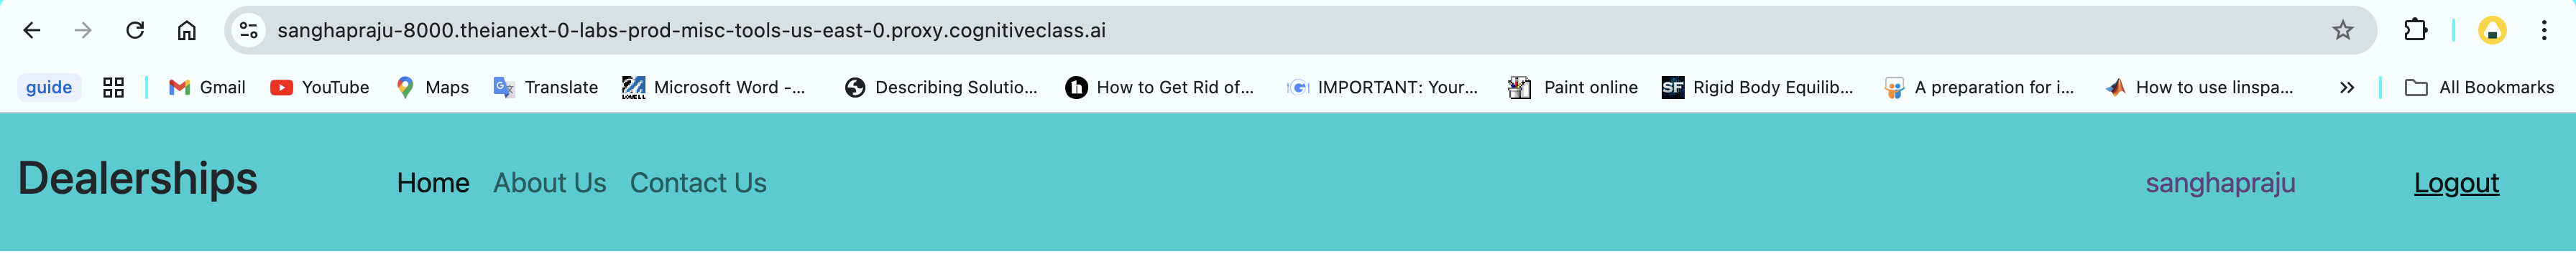 sanghapraju-8000.theianext-0-labs-prod-misc-tools-us-east-0.proxy.cognitiveclass.ai
guide Gmail YouTube Maps Translate Microsoft Word -... Describing Solutio... How to Get Rid of... IMPORTANT: Your... Paint online SF Rigid Body Equilib... A preparation for i... How to use linspa... » All Bookmarks
Dealerships Home About Us Contact Us sanghapraju Logout